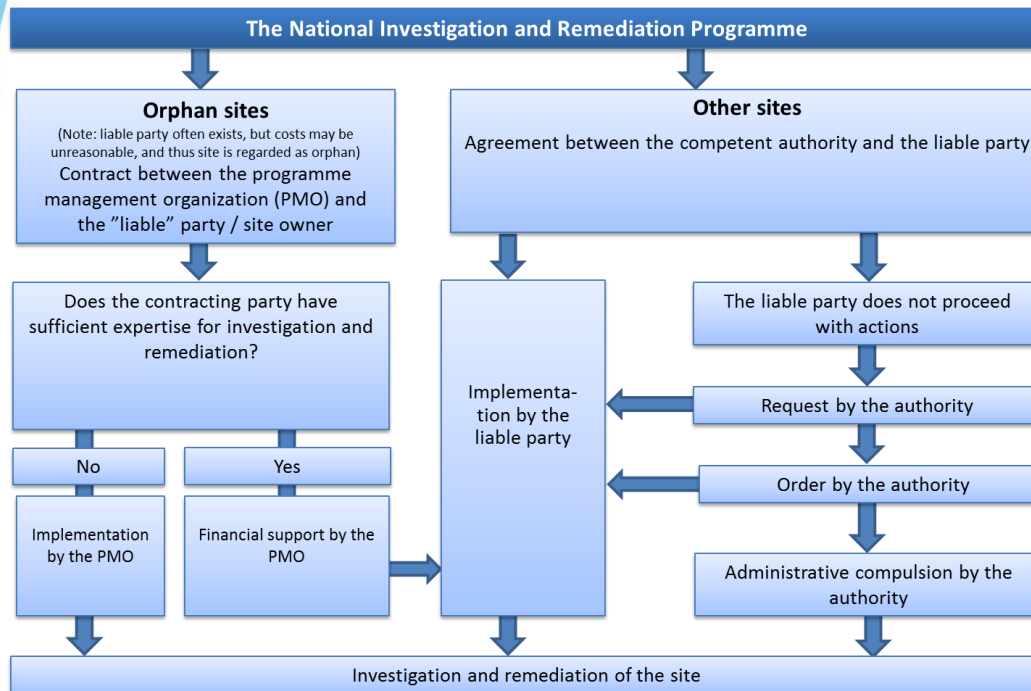 The National Investigation and Remediation Programme
Orphan sites
(Note: liable party often exists, but costs may be
unreasonable, and thus site is regarded as orphan)
Contract between the programme
management organization (PMO) and
the ”liable” party / site owner
Other sites
Agreement between the competent authority and the liable party
Does the contracting party have
sufficient expertise for investigation and
remediation?
No
Yes
Implementation
by the PMO
Financial support by the
PMO
Implementa-
tion by the
liable party
The liable party does not proceed
with actions
Request by the authority
Order by the authority
Administrative compulsion by the
authority
Investigation and remediation of the site